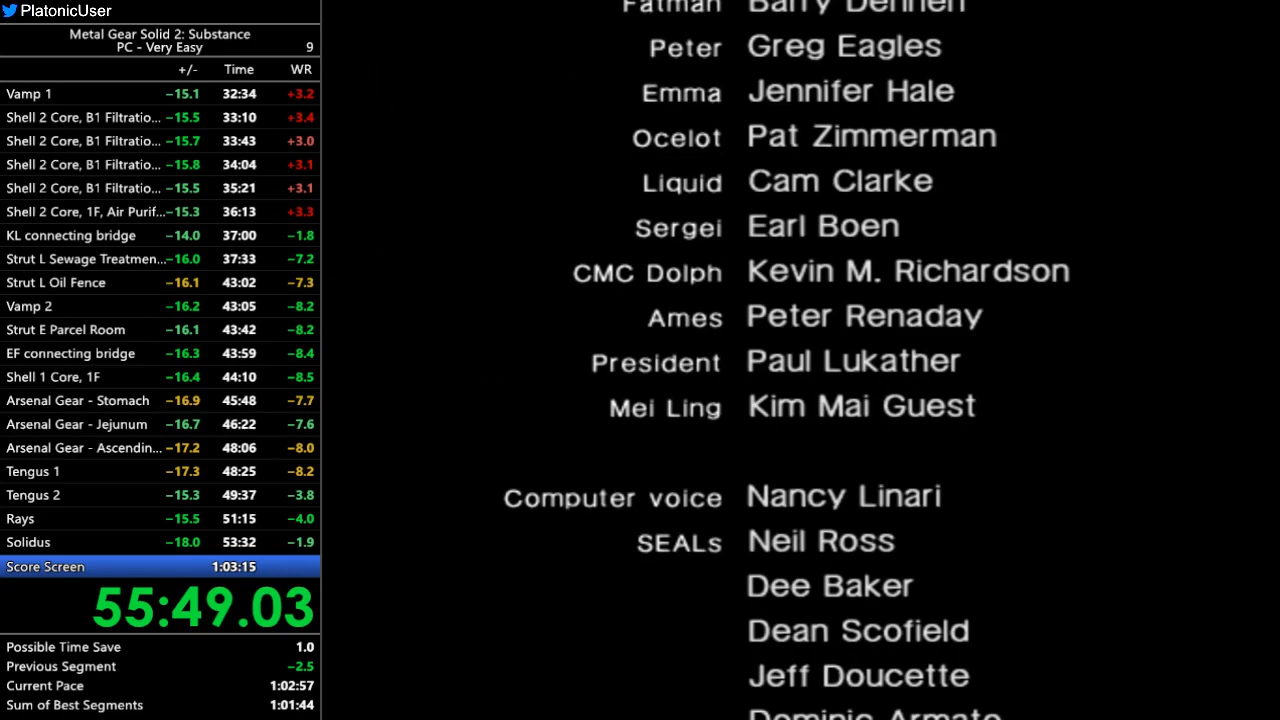 PlatonicUser
Metal Gear Solid 2: Substance
PC - Very Easy 9
+/- Time WR
Vamp 1 −15.1 32:34 +3.2
Shell 2 Core, B1 Filtratio... −15.5 33:10 +3.4
Shell 2 Core, B1 Filtratio... −15.7 33:43 +3.0
Shell 2 Core, B1 Filtratio... −15.8 34:04 +3.1
Shell 2 Core, B1 Filtratio... −15.5 35:21 +3.1
Shell 2 Core, 1F, Air Purif... −15.3 36:13 +3.3
KL connecting bridge −14.0 37:00 −1.8
Strut L Sewage Treatmen... −16.0 37:33 −7.2
Strut L Oil Fence −16.1 43:02 −7.3
Vamp 2 −16.2 43:05 −8.2
Strut E Parcel Room −16.1 43:42 −8.2
EF connecting bridge −16.3 43:59 −8.4
Shell 1 Core, 1F −16.4 44:10 −8.5
Arsenal Gear - Stomach −16.9 45:48 −7.7
Arsenal Gear - Jejunum −16.7 46:22 −7.6
Arsenal Gear - Ascendin... −17.2 48:06 −8.0
Tengus 1 −17.3 48:25 −8.2
Tengus 2 −15.3 49:37 −3.8
Rays −15.5 51:15 −4.0
Solidus −18.0 53:32 −1.9
Score Screen 1:03:15
55:49.03
Possible Time Save 1.0
Previous Segment −2.5
Current Pace 1:02:57
Sum of Best Segments 1:01:44
Fatman Barry Dennen
Peter Greg Eagles
Emma Jennifer Hale
Ocelot Pat Zimmerman
Liquid Cam Clarke
Sergei Earl Boen
CMC Dolph Kevin M. Richardson
Ames Peter Renaday
President Paul Lukather
Mei Ling Kim Mai Guest
Computer voice Nancy Linari
SEALs Neil Ross
Dee Baker
Dean Scofield
Jeff Doucette
Dominic Armato